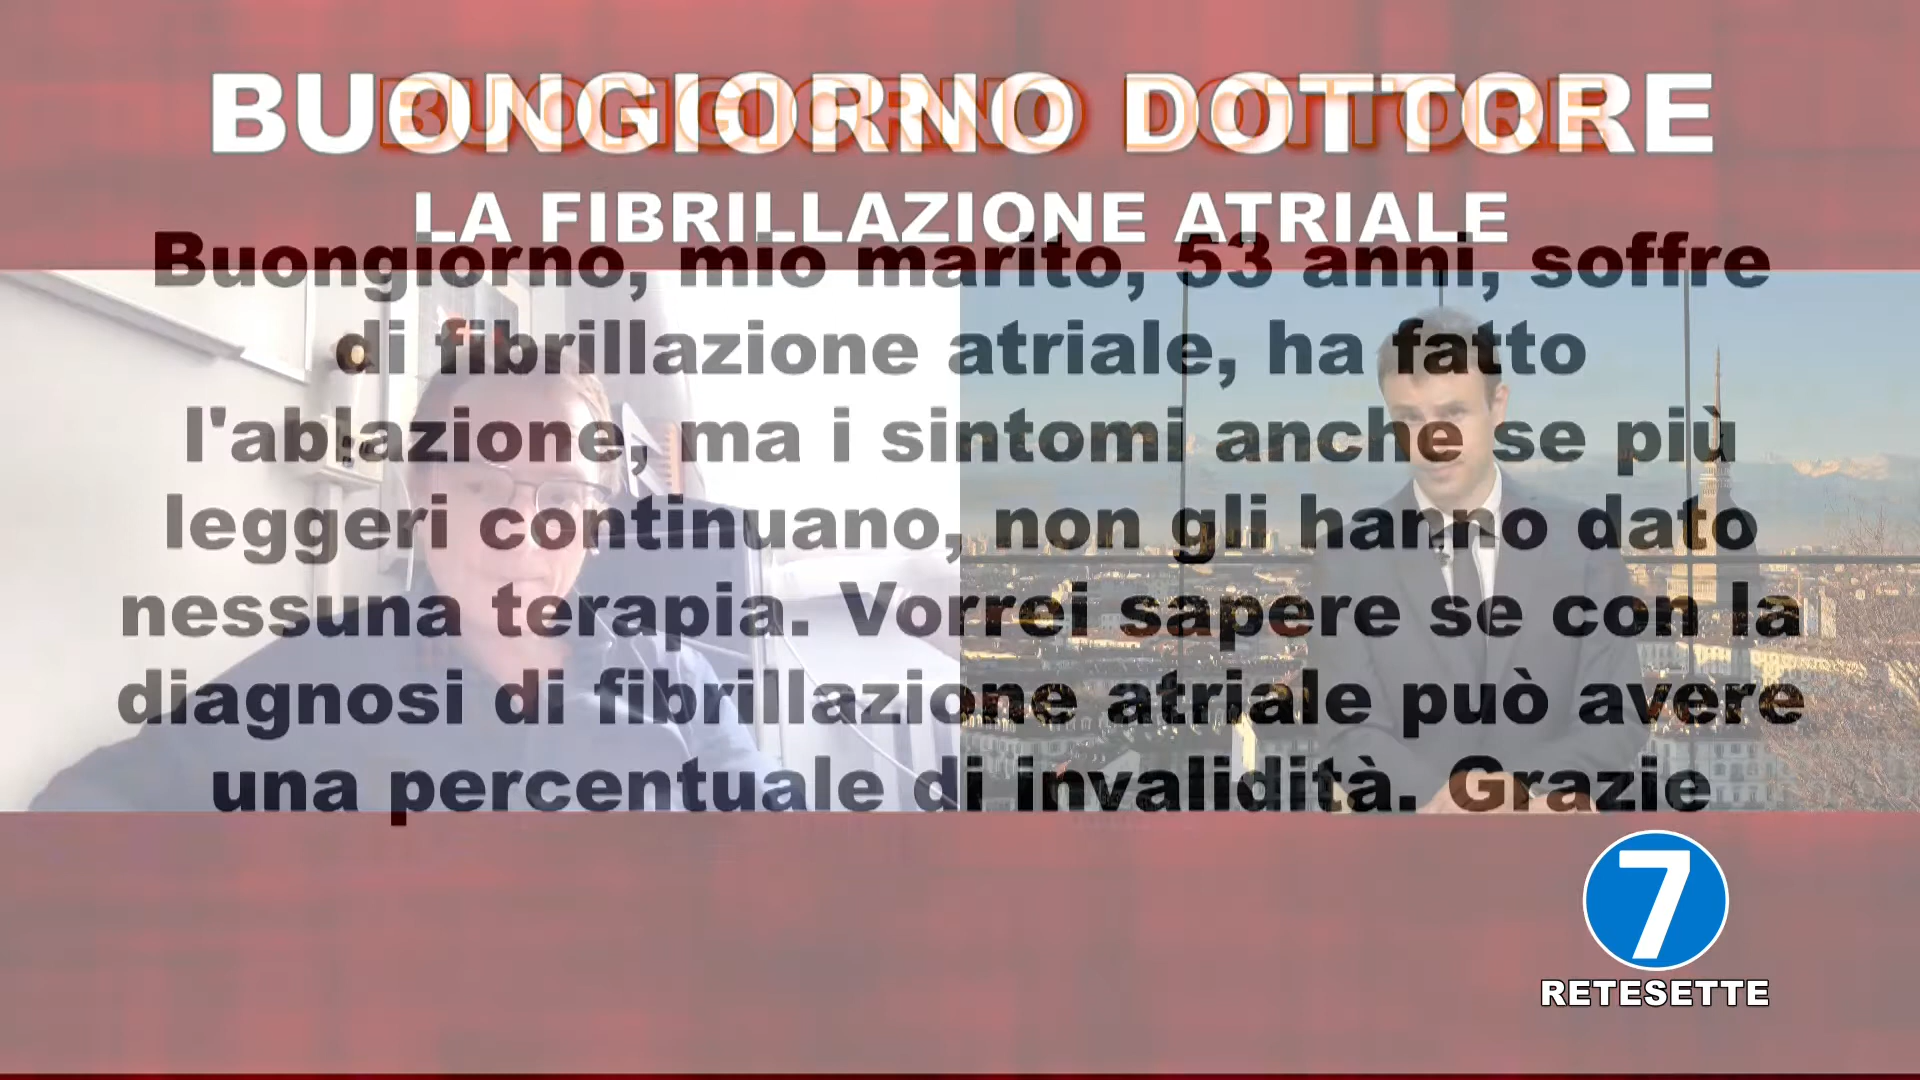 BUONGIORNO DOTTORE
BUONGIORNO DOTTORE
LA FIBRILLAZIONE ATRIALE
Buongiorno, mio marito, 53 anni, soffre
di fibrillazione atriale, ha fatto
l'ablazione, ma i sintomi anche se più
leggeri continuano, non gli hanno dato
nessuna terapia. Vorrei sapere se con la
diagnosi di fibrillazione atriale può avere
una percentuale di invalidità. Grazie
7
RETESETTE